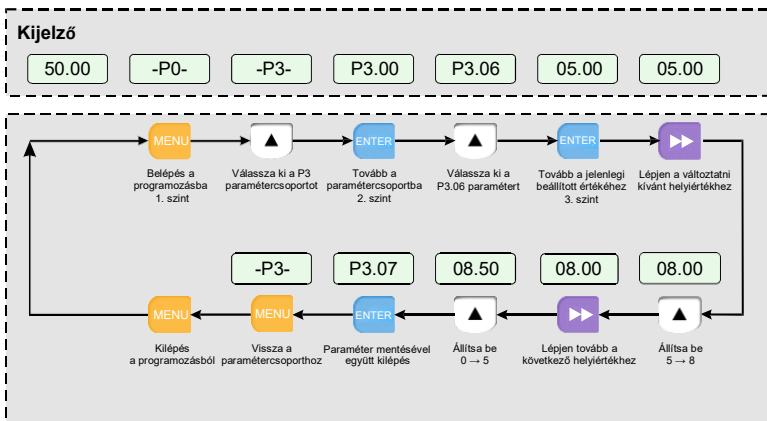 Kijelző
50.00 -P0- -P3- P3.00 P3.06 05.00 05.00
MENU ▲ ENTER ▲ ENTER ▶▶
Belépés a
programozásba
1. szint
Válassza ki a P3
paramétercsoportot
Tovább a
paramétercsoportba
2. szint
Válassza ki a
P3.06 paramétert
Tovább a jelenlegi
beállított értékéhez
3. szint
Lépjen a változtatni
kívánt helyiértékhez
-P3- P3.07 08.50 08.00 08.00
MENU MENU ENTER ▲ ▶▶ ▲
Kilépés
a programozásból
Vissza a
paramétercsoporthoz
Paraméter mentésével
együtt kilépés
Állítsa be
0 → 5
Lépjen tovább a
következő helyiértékhez
Állítsa be
5 → 8